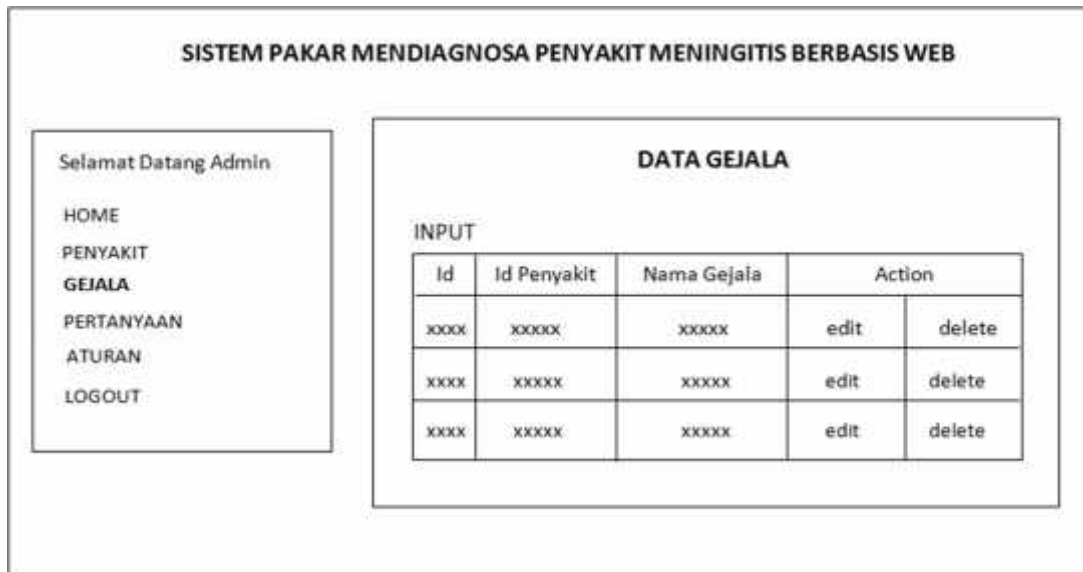 SISTEM PAKAR MENDIAGNOSA PENYAKIT MENINGITIS BERBASIS WEB
Selamat Datang Admin
HOME
PENYAKIT
GEJALA
PERTANYAAN
ATURAN
LOGOUT
DATA GEJALA
INPUT
Id Id Penyakit Nama Gejala Action
xxxx xxxxx xxxxx edit delete
xxxx xxxxx xxxxx edit delete
xxxx xxxxx xxxxx edit delete